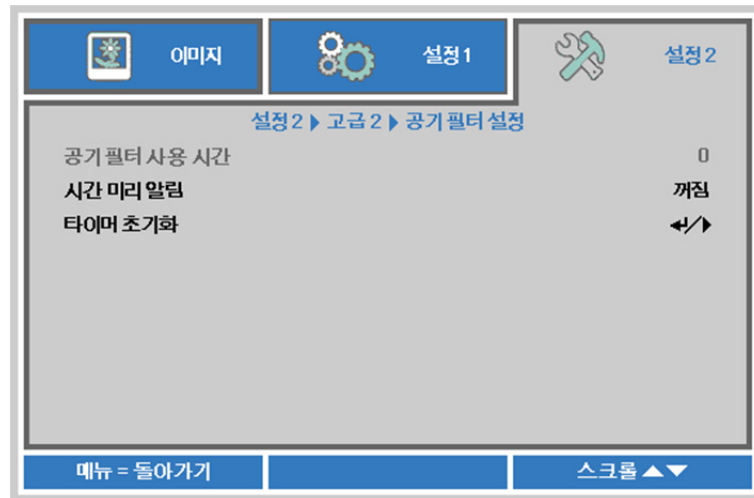 이미지
설정 1
설정 2
설정 2 ▶ 고급 2 ▶ 공기 필터 설정
공기 필터 사용 시간 0
시간 미리 알림 꺼짐
타이머 초기화 ↵/▶
메뉴 = 돌아가기
스크롤 ▲▼